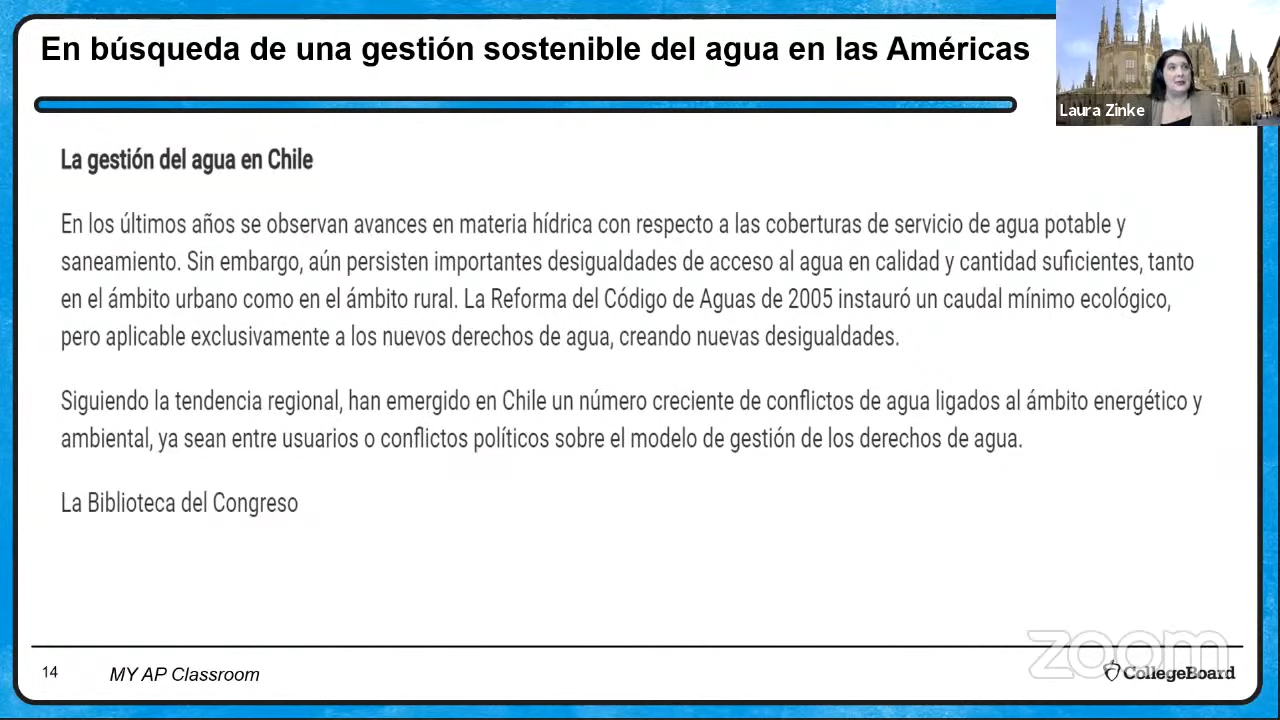 En búsqueda de una gestión sostenible del agua en las Américas
Laura Zinke
La gestión del agua en Chile
En los últimos años se observan avances en materia hídrica con respecto a las coberturas de servicio de agua potable y
saneamiento. Sin embargo, aún persisten importantes desigualdades de acceso al agua en calidad y cantidad suficientes, tanto
en el ámbito urbano como en el ámbito rural. La Reforma del Código de Aguas de 2005 instauró un caudal mínimo ecológico,
pero aplicable exclusivamente a los nuevos derechos de agua, creando nuevas desigualdades.
Siguiendo la tendencia regional, han emergido en Chile un número creciente de conflictos de agua ligados al ámbito energético y
ambiental, ya sean entre usuarios o conflictos políticos sobre el modelo de gestión de los derechos de agua.
La Biblioteca del Congreso
zoom
14 MY AP Classroom
CollegeBoard